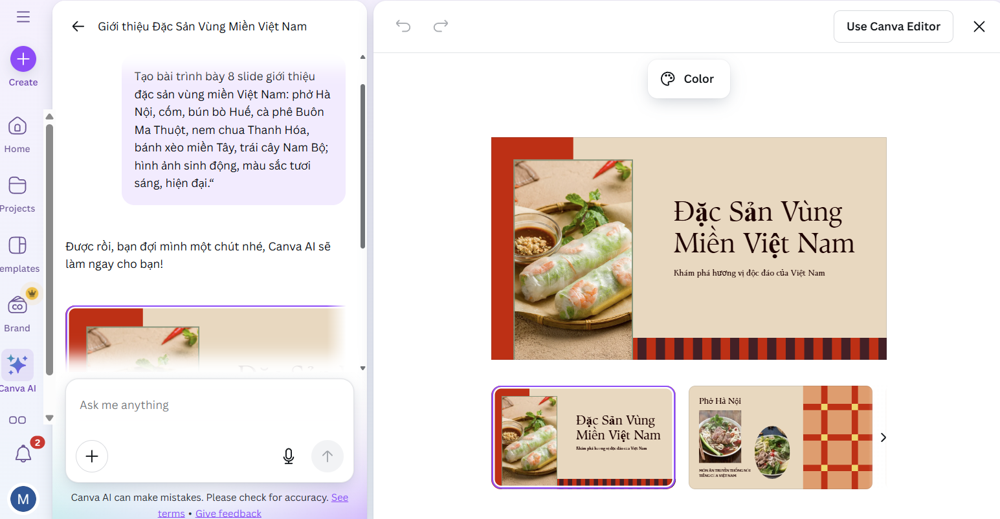 Create
Home
Projects
emplates
Brand
Canva AI
2
M
Giới thiệu Đặc Sản Vùng Miền Việt Nam
Tạo bài trình bày 8 slide giới thiệu
đặc sản vùng miền Việt Nam: phở Hà
Nội, cốm, bún bò Huế, cà phê Buôn
Ma Thuột, nem chua Thanh Hóa,
bánh xèo miền Tây, trái cây Nam Bộ;
hình ảnh sinh động, màu sắc tươi
sáng, hiện đại.“
Được rồi, bạn đợi mình một chút nhé, Canva AI sẽ
làm ngay cho bạn!
Đặc Sản
Ask me anything
Canva AI can make mistakes. Please check for accuracy. See
terms • Give feedback
Use Canva Editor
Color
Đặc Sản Vùng
Miền Việt Nam
Khám phá hương vị độc đáo của Việt Nam
Đặc Sản Vùng
Miền Việt Nam
Khám phá hương vị độc đáo của Việt Nam
Phở Hà Nội
MÓN ĂN TRUYỀN THỐNG NỔI
TIẾNG CỦA VIỆT NAM